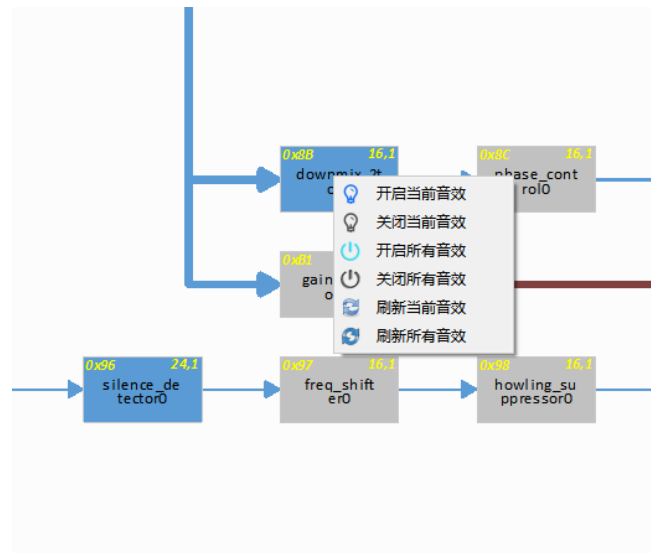 0x8B 16,1
downmix_2t
0x8C 16,1
phase_cont
rol0
开启当前音效
关闭当前音效
开启所有音效
关闭所有音效
刷新当前音效
刷新所有音效
0xB1
gain
0x96 24,1
silence_de
tector0
0x97 16,1
freq_shift
er0
0x98 16,1
howling_su
ppressor0